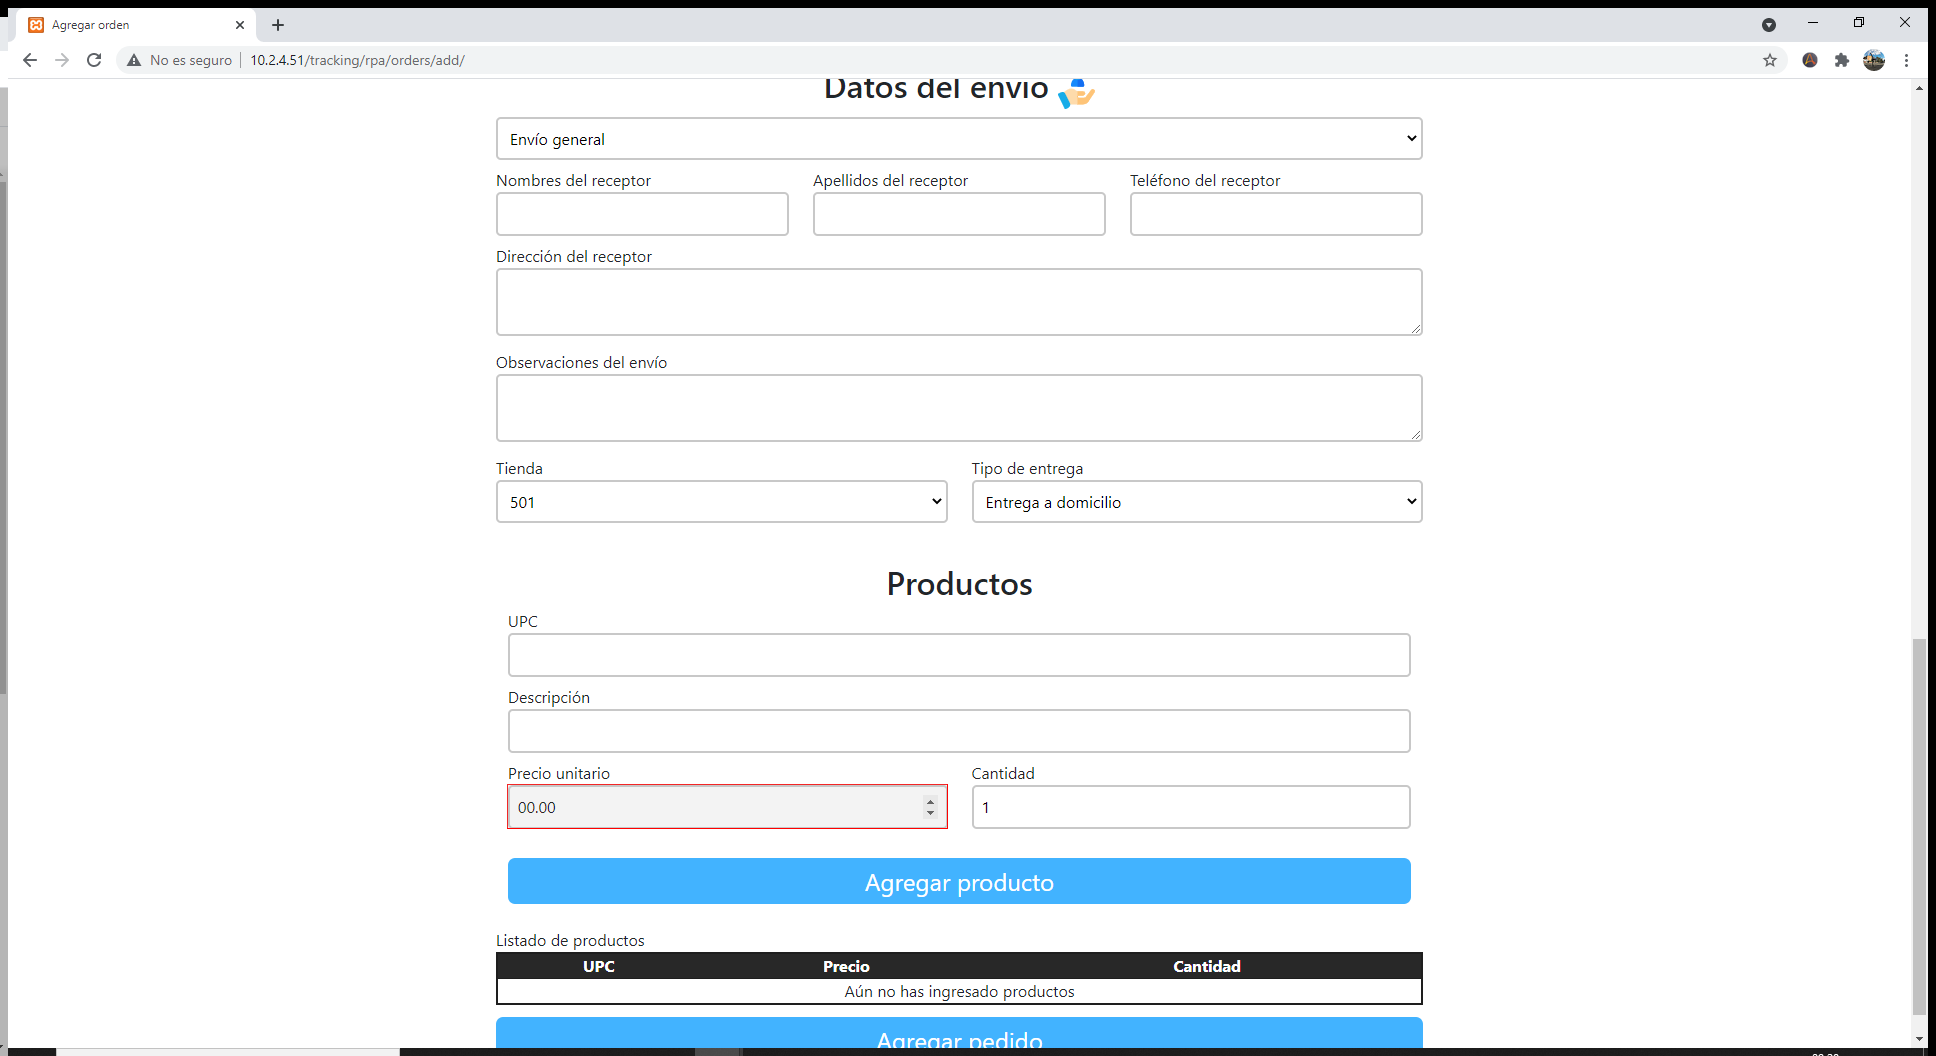 Agregar orden
No es seguro 10.2.4.51/tracking/rpa/orders/add/
Datos del envío
Envío general
Nombres del receptor Apellidos del receptor Teléfono del receptor
Dirección del receptor
Observaciones del envío
Tienda Tipo de entrega
501 Entrega a domicilio
Productos
UPC
Descripción
Precio unitario Cantidad
00.00 1
Agregar producto
Listado de productos
UPC Precio Cantidad
Aún no has ingresado productos
Agregar pedido